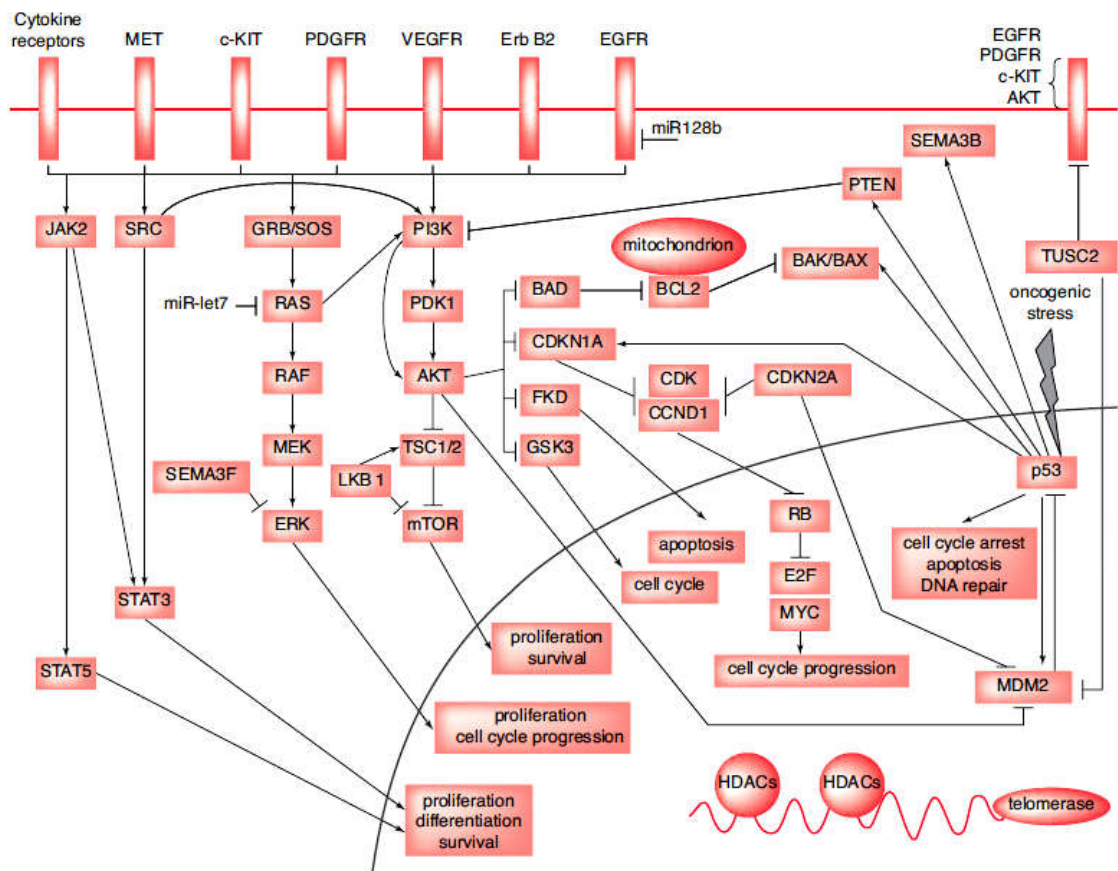 Cytokine
receptors
MET
c-KIT
PDGFR
VEGFR
Erb B2
EGFR
EGFR
PDGFR
c-KIT
AKT
miR128b
SEMA3B
PTEN
JAK2
SRC
GRB/SOS
PI3K
mitochondrion
BAK/BAX
TUSC2
miR-let7
RAS
PDK1
BAD
BCL2
oncogenic
stress
CDKN1A
RAF
AKT
CDK
CCND1
CDKN2A
FKD
MEK
TSC1/2
GSK3
SEMA3F
LKB 1
p53
ERK
mTOR
RB
apoptosis
cell cycle arrest
apoptosis
DNA repair
cell cycle
E2F
STAT3
MYC
proliferation
survival
cell cycle progression
STAT5
MDM2
proliferation
cell cycle progression
HDACs
HDACs
telomerase
proliferation
differentiation
survival